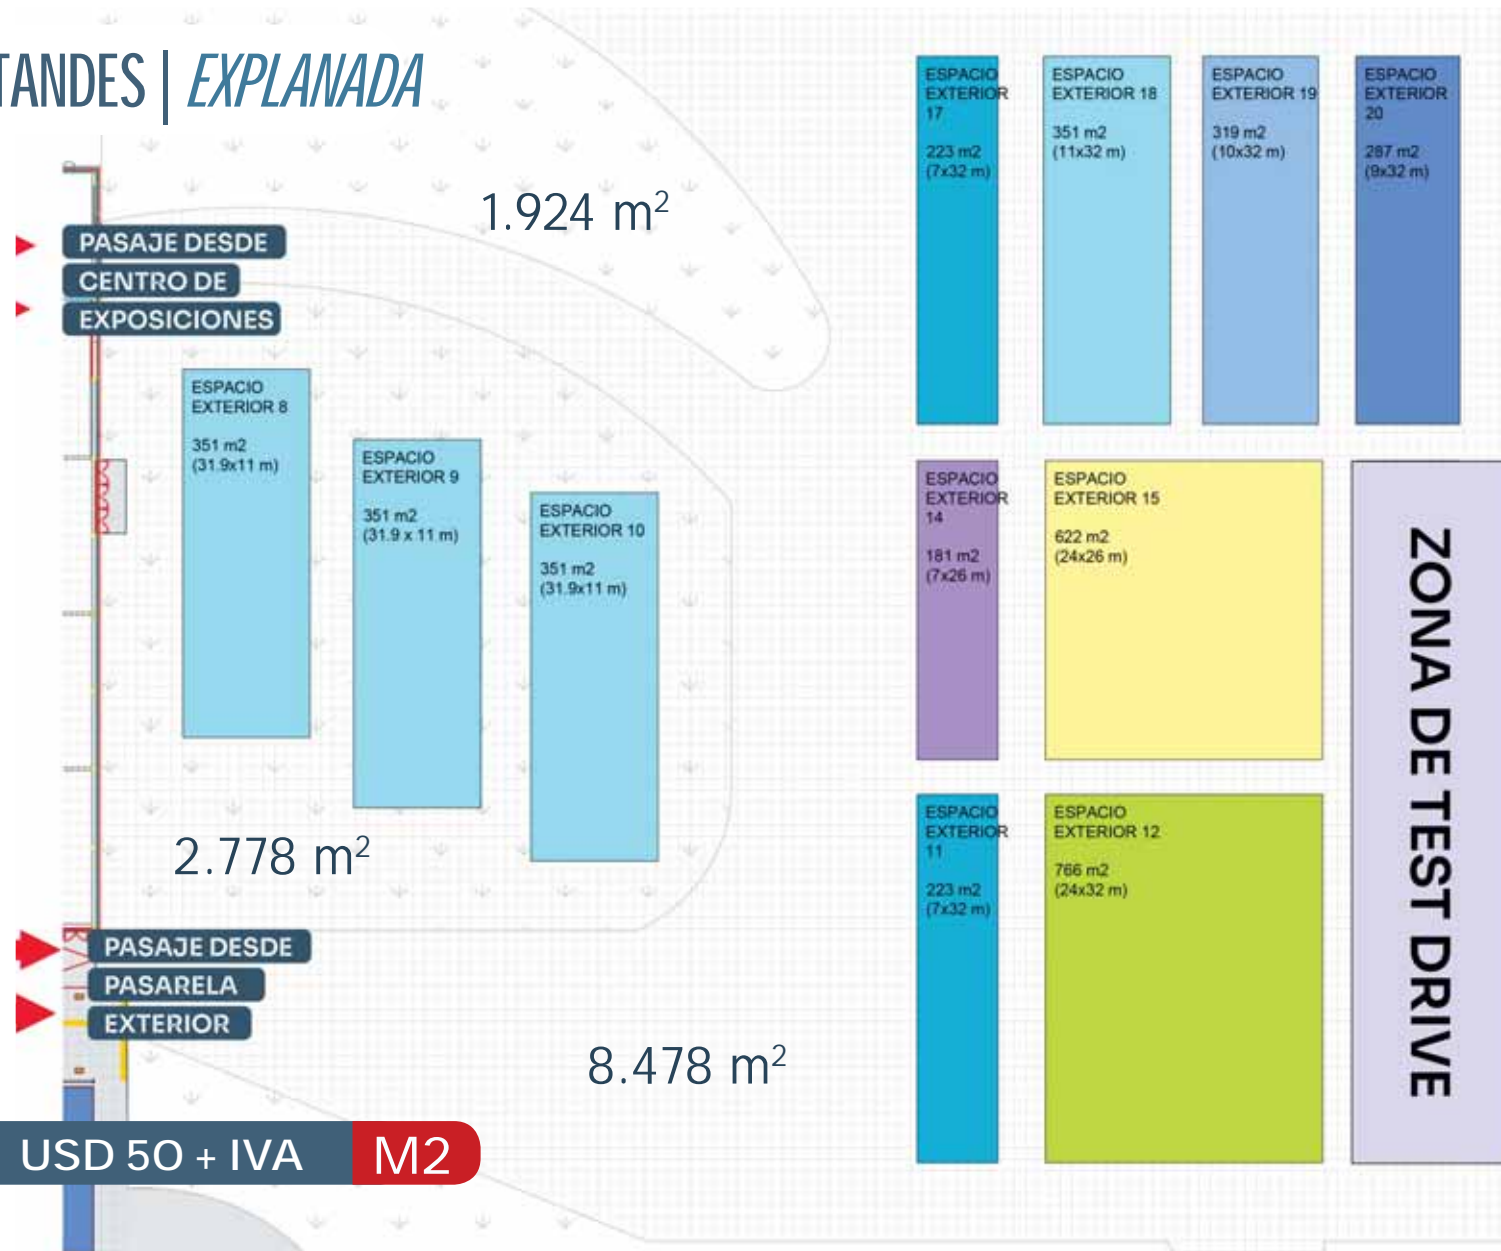 TANDES | EXPLANADA
1.924 m²
PASAJE DESDE
CENTRO DE
EXPOSICIONES
ESPACIO
EXTERIOR 8
351 m2
(31.9x11 m)
ESPACIO
EXTERIOR 9
351 m2
(31.9 x 11 m)
ESPACIO
EXTERIOR 10
351 m2
(31.9x11 m)
2.778 m²
PASAJE DESDE
PASARELA
EXTERIOR
8.478 m²
USD 50 + IVA M2
ESPACIO
EXTERIOR
17
223 m2
(7x32 m)
ESPACIO
EXTERIOR 18
351 m2
(11x32 m)
ESPACIO
EXTERIOR 19
319 m2
(10x32 m)
ESPACIO
EXTERIOR
20
287 m2
(9x32 m)
ESPACIO
EXTERIOR
14
181 m2
(7x26 m)
ESPACIO
EXTERIOR 15
622 m2
(24x26 m)
ESPACIO
EXTERIOR
11
223 m2
(7x32 m)
ESPACIO
EXTERIOR 12
766 m2
(24x32 m)
ZONA DE TEST DRIVE